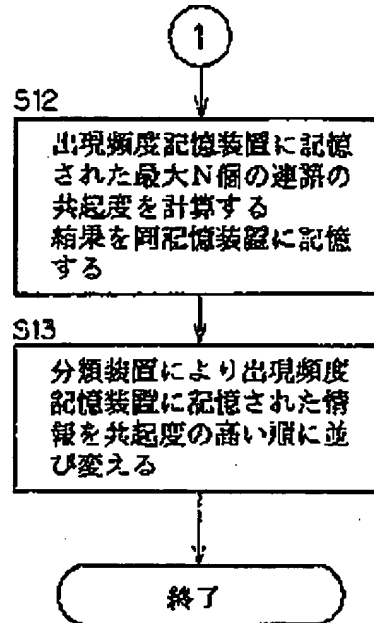 1
S12
出現頻度記憶装置に記憶
された最大N個の連語の
共起度を計算する
結果を同記憶装置に記憶
する
S13
分類装置により出現頻度
記憶装置に記憶された情
報を共起度の高い順に並
び変える
終了